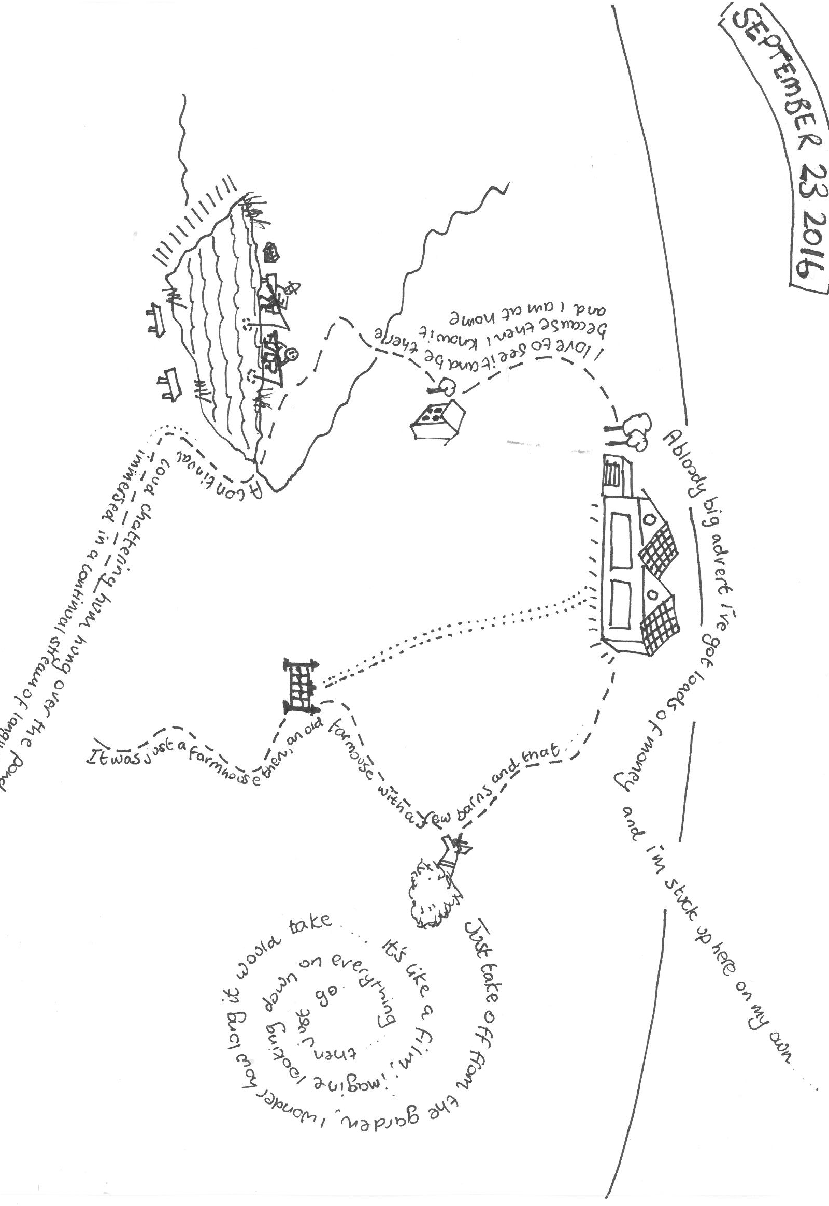 SEPTEMBER 23 2016
A bloody big advert I've got loads of money and i'm stuck up here on my own....
I love to see it and be there
because then I know it
and I am at home
A continual
loud chattering hum hung over the pond
immersed in a continual stream of
It was just a farmhouse even, an old farmouse with a few barns and that .....
Just take off from the garden, I wonder how long it would take .... It's like a film, imagine looking down on everything .... then just go